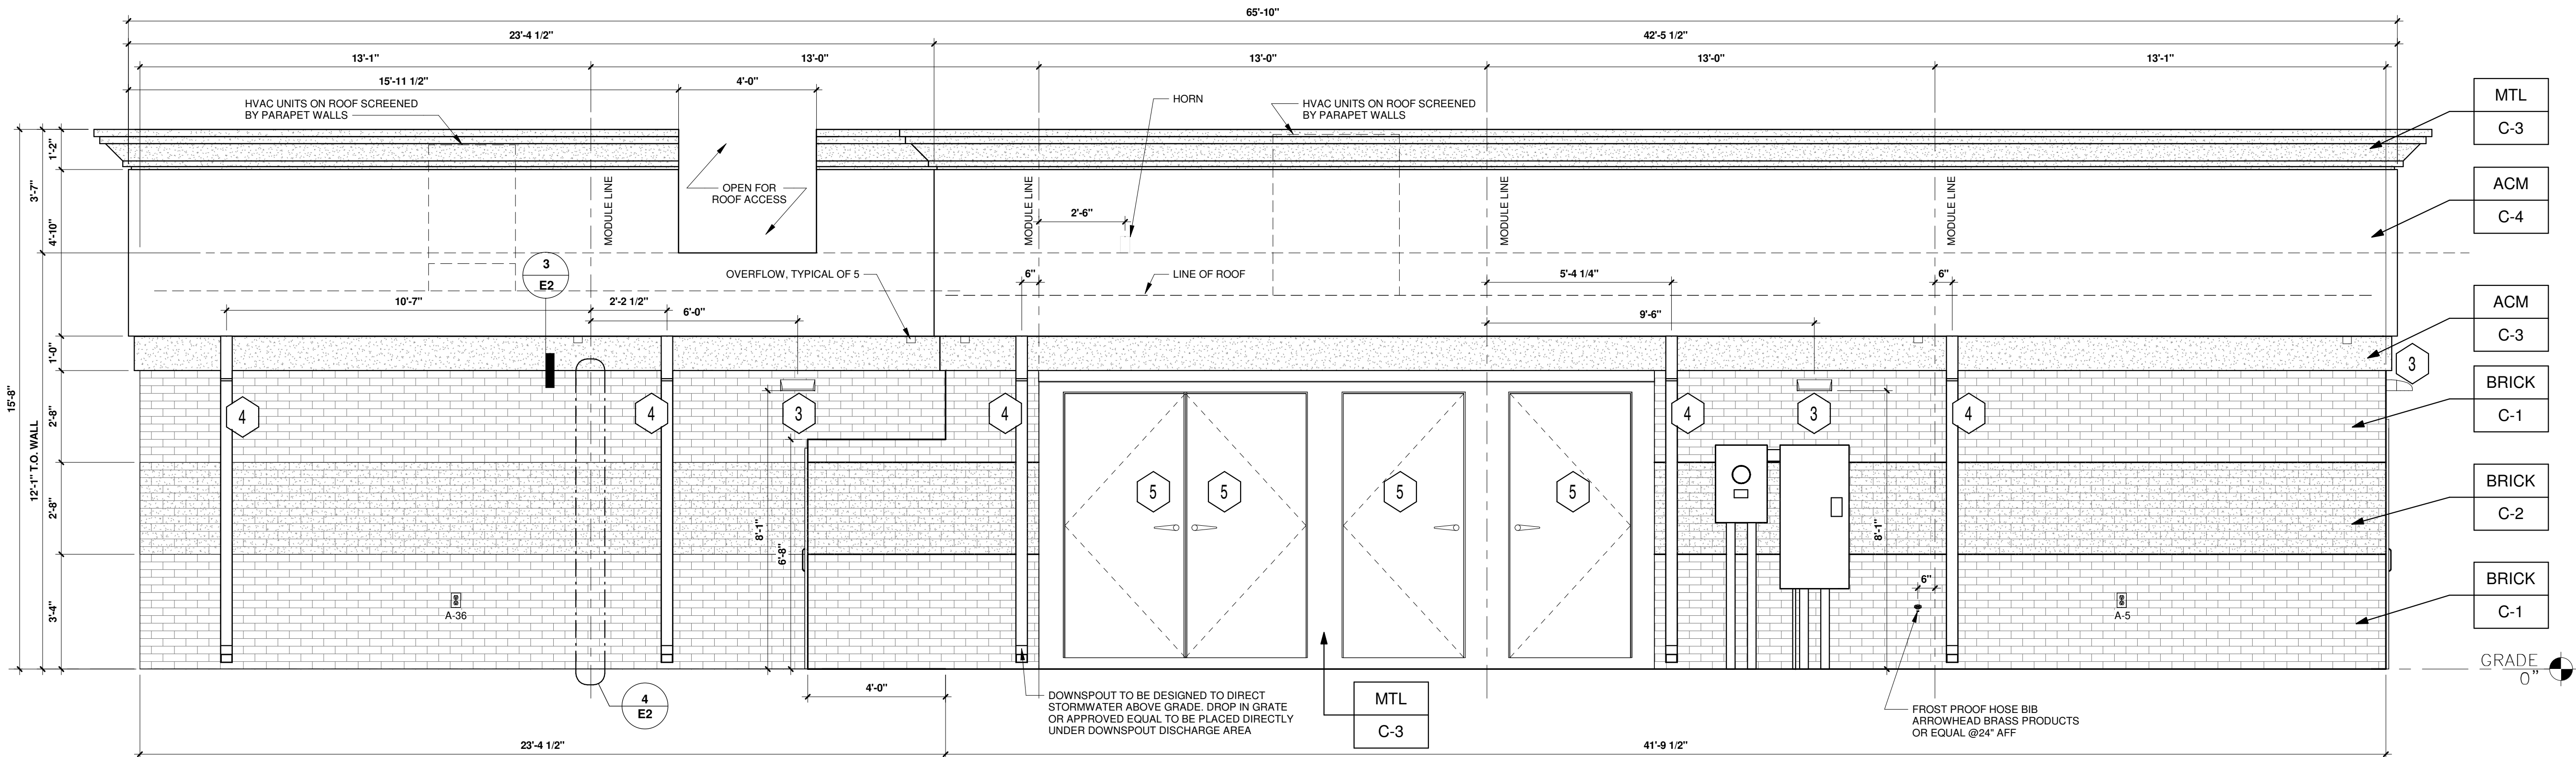 65'-10"
23'-4 1/2"
42'-5 1/2"
13'-1"
13'-0"
13'-0"
13'-0"
13'-1"
15'-11 1/2"
4'-0"
HVAC UNITS ON ROOF SCREENED
BY PARAPET WALLS
HORN
HVAC UNITS ON ROOF SCREENED
BY PARAPET WALLS
MTL
C-3
1'-2"
3'-7"
4'-10"
15'-8"
12'-1" T.O. WALL
1'-0"
2'-8"
2'-8"
3'-4"
MODULE LINE
OPEN FOR
ROOF ACCESS
MODULE LINE
2'-6"
MODULE LINE
MODULE LINE
ACM
C-4
3
E2
OVERFLOW, TYPICAL OF 5
6"
LINE OF ROOF
5'-4 1/4"
6"
10'-7"
2'-2 1/2"
6'-0"
9'-6"
ACM
C-3
3
BRICK
C-1
4
4
3
4
4
3
4
5
5
5
5
BRICK
C-2
8'-1"
6'-8"
8'-1"
6"
A-36
A-5
BRICK
C-1
GRADE
0"
4'-0"
4
E2
DOWNSPOUT TO BE DESIGNED TO DIRECT
STORMWATER ABOVE GRADE. DROP IN GRATE
OR APPROVED EQUAL TO BE PLACED DIRECTLY
UNDER DOWNSPOUT DISCHARGE AREA
MTL
C-3
FROST PROOF HOSE BIB
ARROWHEAD BRASS PRODUCTS
OR EQUAL @24" AFF
23'-4 1/2"
41'-9 1/2"